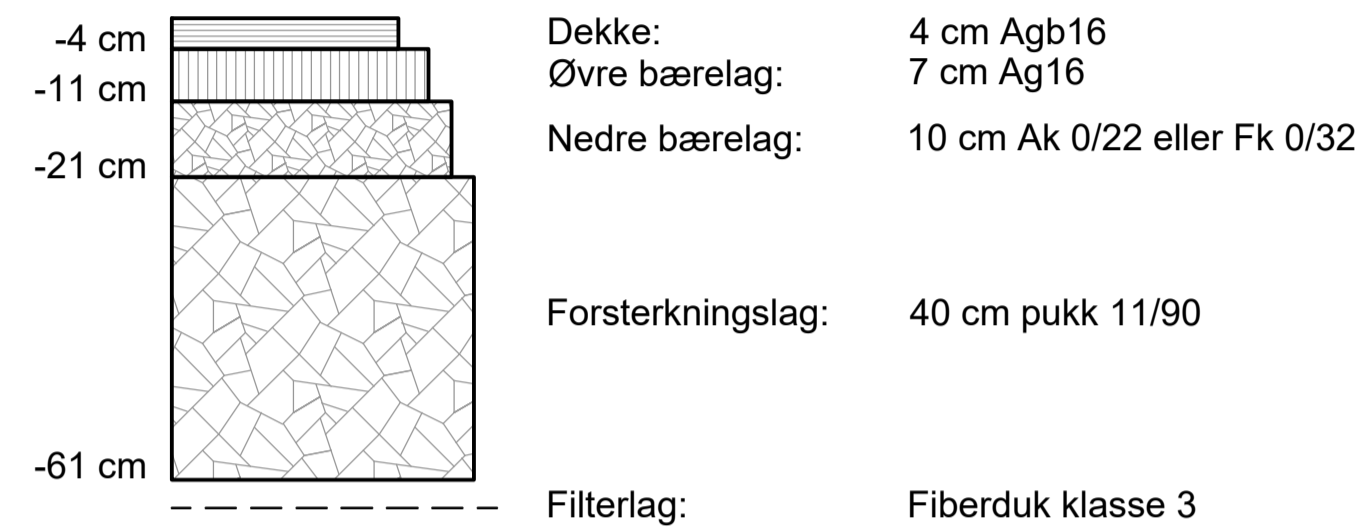 -4 cm Dekke: 4 cm Agb16
-11 cm Øvre bærelag: 7 cm Ag16
Nedre bærelag: 10 cm Ak 0/22 eller Fk 0/32
-21 cm
Forsterkningslag: 40 cm pukk 11/90
-61 cm
Filterlag: Fiberduk klasse 3